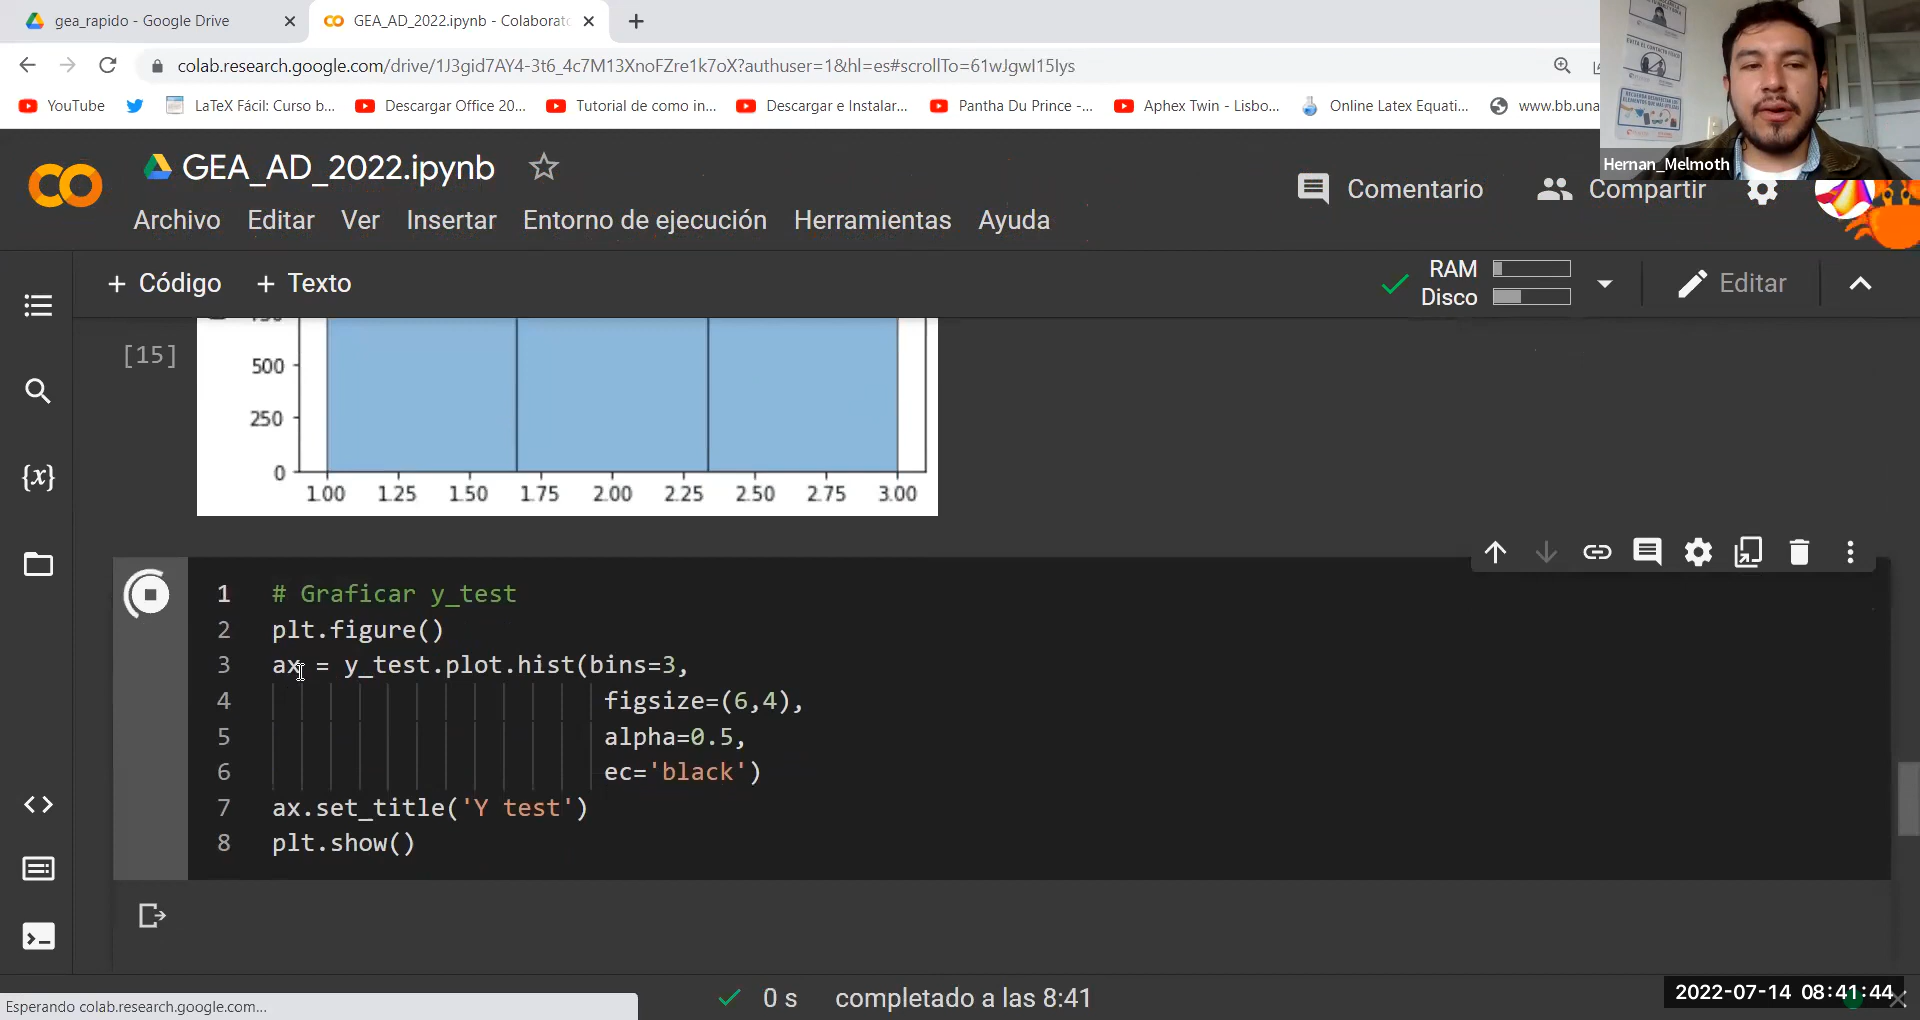 gea_rapido - Google Drive
GEA_AD_2022.ipynb - Colaborato
colab.research.google.com/drive/1J3gid7AY4-3t6_4c7M13XnoFZre1k7oX?authuser=1&hl=es#scrollTo=61wJgwI15Iys
YouTube
LaTeX Fácil: Curso b...
Descargar Office 20...
Tutorial de como in...
Descargar e Instalar...
Pantha Du Prince -...
Aphex Twin - Lisbo...
Online Latex Equati...
www.bb.una
Hernan_Melmoth
GEA_AD_2022.ipynb
Comentario
Compartir
Archivo Editar Ver Insertar Entorno de ejecución Herramientas Ayuda
+ Código + Texto
RAM
Disco
Editar
[15]
500
250
0
1.00 1.25 1.50 1.75 2.00 2.25 2.50 2.75 3.00
1 # Graficar y_test
2 plt.figure()
3 ax = y_test.plot.hist(bins=3,
4 figsize=(6,4),
5 alpha=0.5,
6 ec='black')
7 ax.set_title('Y test')
8 plt.show()
Esperando colab.research.google.com...
0 s completado a las 8:41
2022-07-14 08:41:44